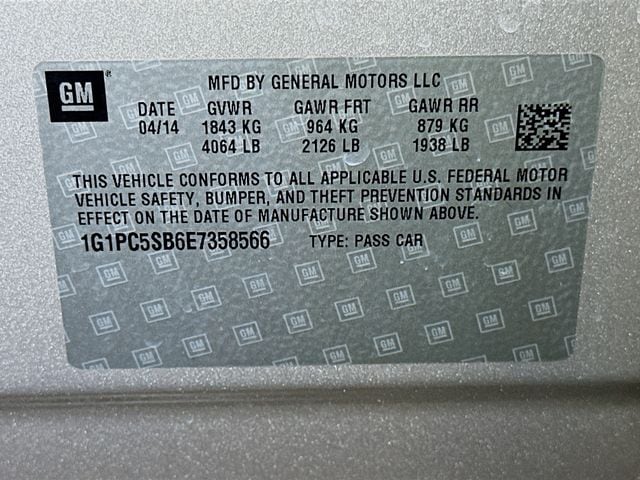 GM
MFD BY GENERAL MOTORS LLC
DATE GVWR GAWR FRT GAWR RR
04/14 1843 KG 964 KG 879 KG
4064 LB 2126 LB 1938 LB
THIS VEHICLE CONFORMS TO ALL APPLICABLE U.S. FEDERAL MOTOR
VEHICLE SAFETY, BUMPER, AND THEFT PREVENTION STANDARDS IN
EFFECT ON THE DATE OF MANUFACTURE SHOWN ABOVE.
1G1PC5SB6E7358566 TYPE: PASS CAR